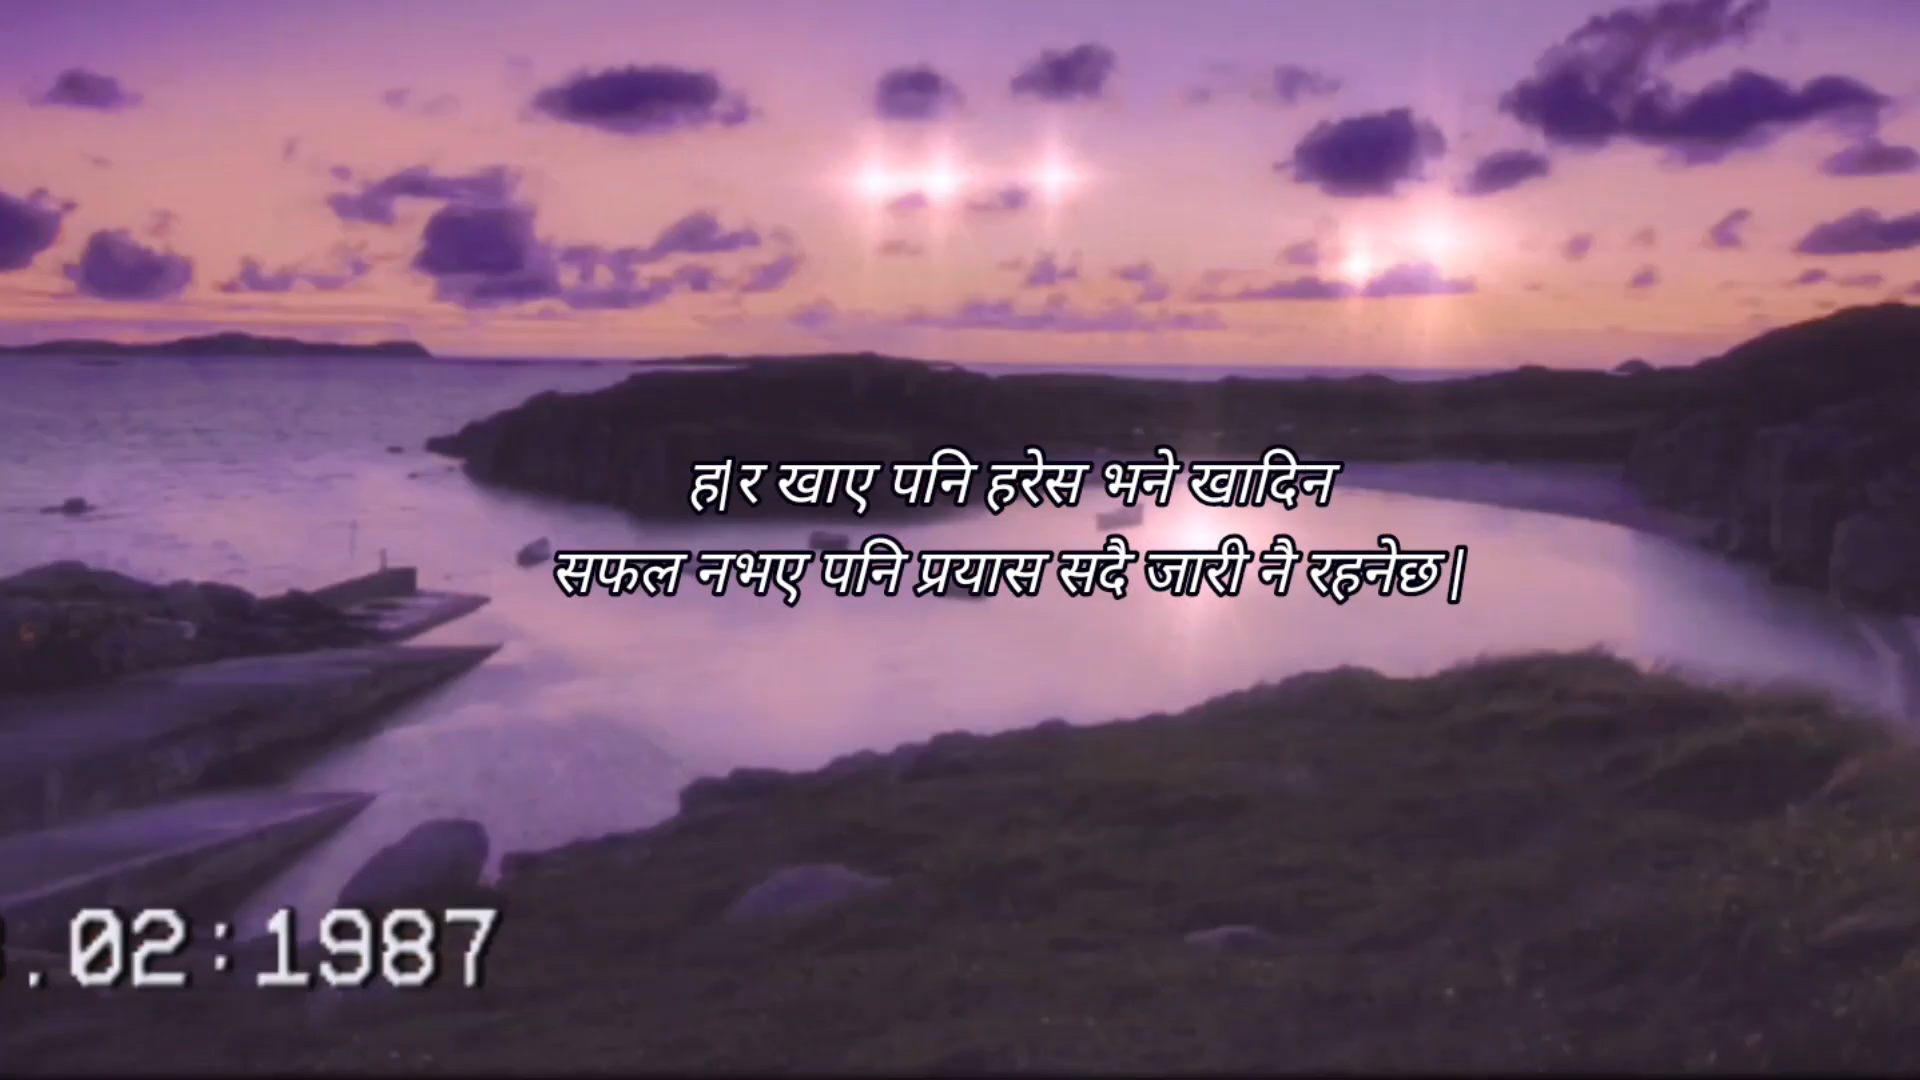 ह|र खाए पनि हरेस भने खादिन
सफल नभए पनि प्रयास सदै जारी नै रहनेछ|
.02:1987